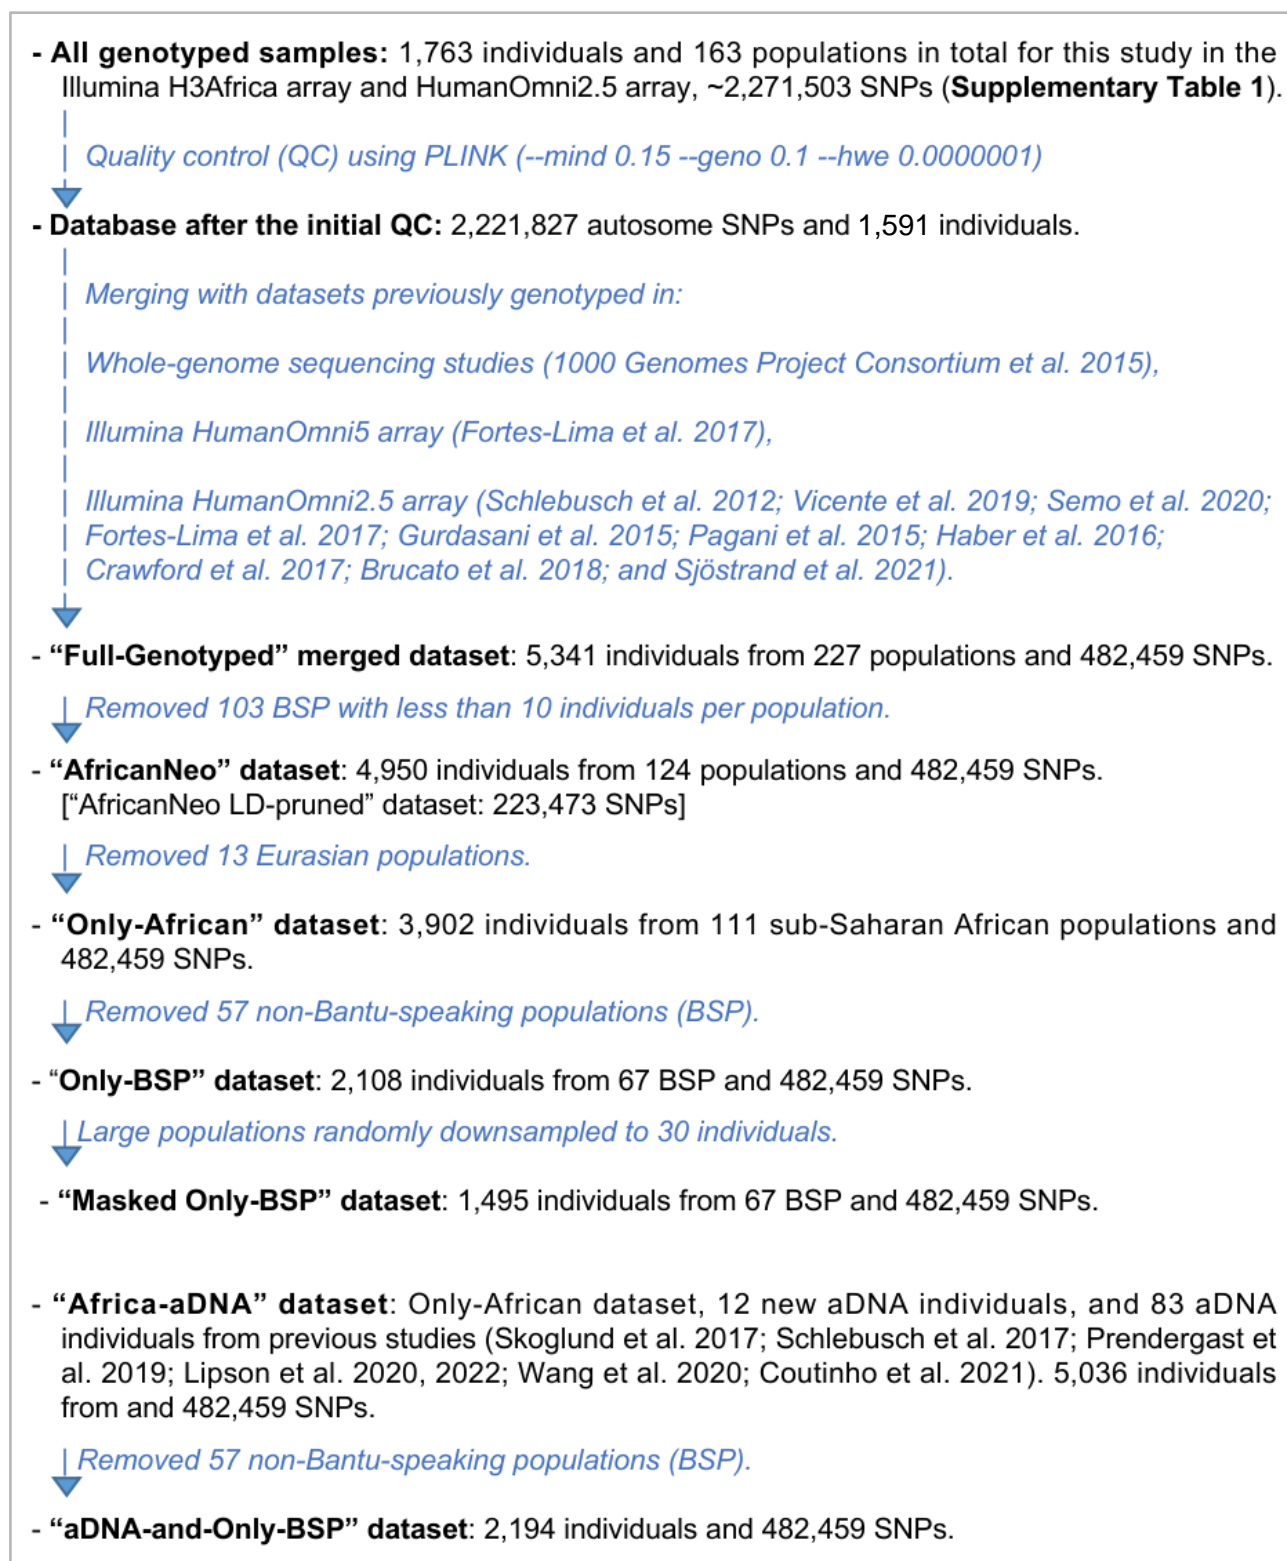 - All genotyped samples: 1,763 individuals and 163 populations in total for this study in the
Illumina H3Africa array and HumanOmni2.5 array, ~2,271,503 SNPs (Supplementary Table 1).
Quality control (QC) using PLINK (--mind 0.15 --geno 0.1 --hwe 0.0000001)
- Database after the initial QC: 2,221,827 autosome SNPs and 1,591 individuals.
Merging with datasets previously genotyped in:
Whole-genome sequencing studies (1000 Genomes Project Consortium et al. 2015),
Illumina HumanOmni5 array (Fortes-Lima et al. 2017),
Illumina HumanOmni2.5 array (Schlebusch et al. 2012; Vicente et al. 2019; Semo et al. 2020;
Fortes-Lima et al. 2017; Gurdasani et al. 2015; Pagani et al. 2015; Haber et al. 2016;
Crawford et al. 2017; Brucato et al. 2018; and Sjöstrand et al. 2021).
- “Full-Genotyped” merged dataset: 5,341 individuals from 227 populations and 482,459 SNPs.
Removed 103 BSP with less than 10 individuals per population.
- “AfricanNeo” dataset: 4,950 individuals from 124 populations and 482,459 SNPs.
[“AfricanNeo LD-pruned” dataset: 223,473 SNPs]
Removed 13 Eurasian populations.
- “Only-African” dataset: 3,902 individuals from 111 sub-Saharan African populations and
482,459 SNPs.
Removed 57 non-Bantu-speaking populations (BSP).
- “Only-BSP” dataset: 2,108 individuals from 67 BSP and 482,459 SNPs.
Large populations randomly downsampled to 30 individuals.
- “Masked Only-BSP” dataset: 1,495 individuals from 67 BSP and 482,459 SNPs.
- “Africa-aDNA” dataset: Only-African dataset, 12 new aDNA individuals, and 83 aDNA
individuals from previous studies (Skoglund et al. 2017; Schlebusch et al. 2017; Prendergast et
al. 2019; Lipson et al. 2020, 2022; Wang et al. 2020; Coutinho et al. 2021). 5,036 individuals
from and 482,459 SNPs.
Removed 57 non-Bantu-speaking populations (BSP).
- “aDNA-and-Only-BSP” dataset: 2,194 individuals and 482,459 SNPs.